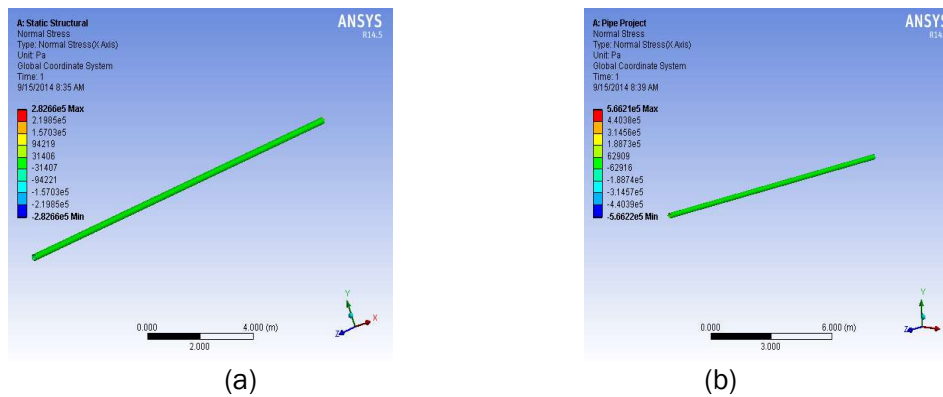 ANSYS
R14.5
A: Static Structural
Normal Stress
Type: Normal Stress(X Axis)
Unit: Pa
Global Coordinate System
Time: 1
9/15/2014 8:35 AM
2.8266e5 Max
2.1985e5
1.5703e5
94219
31406
-31407
-94221
-1.5703e5
-2.1985e5
-2.8266e5 Min
Y
X
Z
0.000
4.000 (m)
2.000
(a)
ANSYS
R14
A: Pipe Project
Normal Stress
Type: Normal Stress(X Axis)
Unit: Pa
Global Coordinate System
Time: 1
9/15/2014 8:39 AM
5.6621e5 Max
4.4038e5
3.1456e5
1.8873e5
62909
-62916
-1.8874e5
-3.1457e5
-4.4039e5
-5.6622e5 Min
Y
Z
0.000
6.000 (m)
3.000
(b)